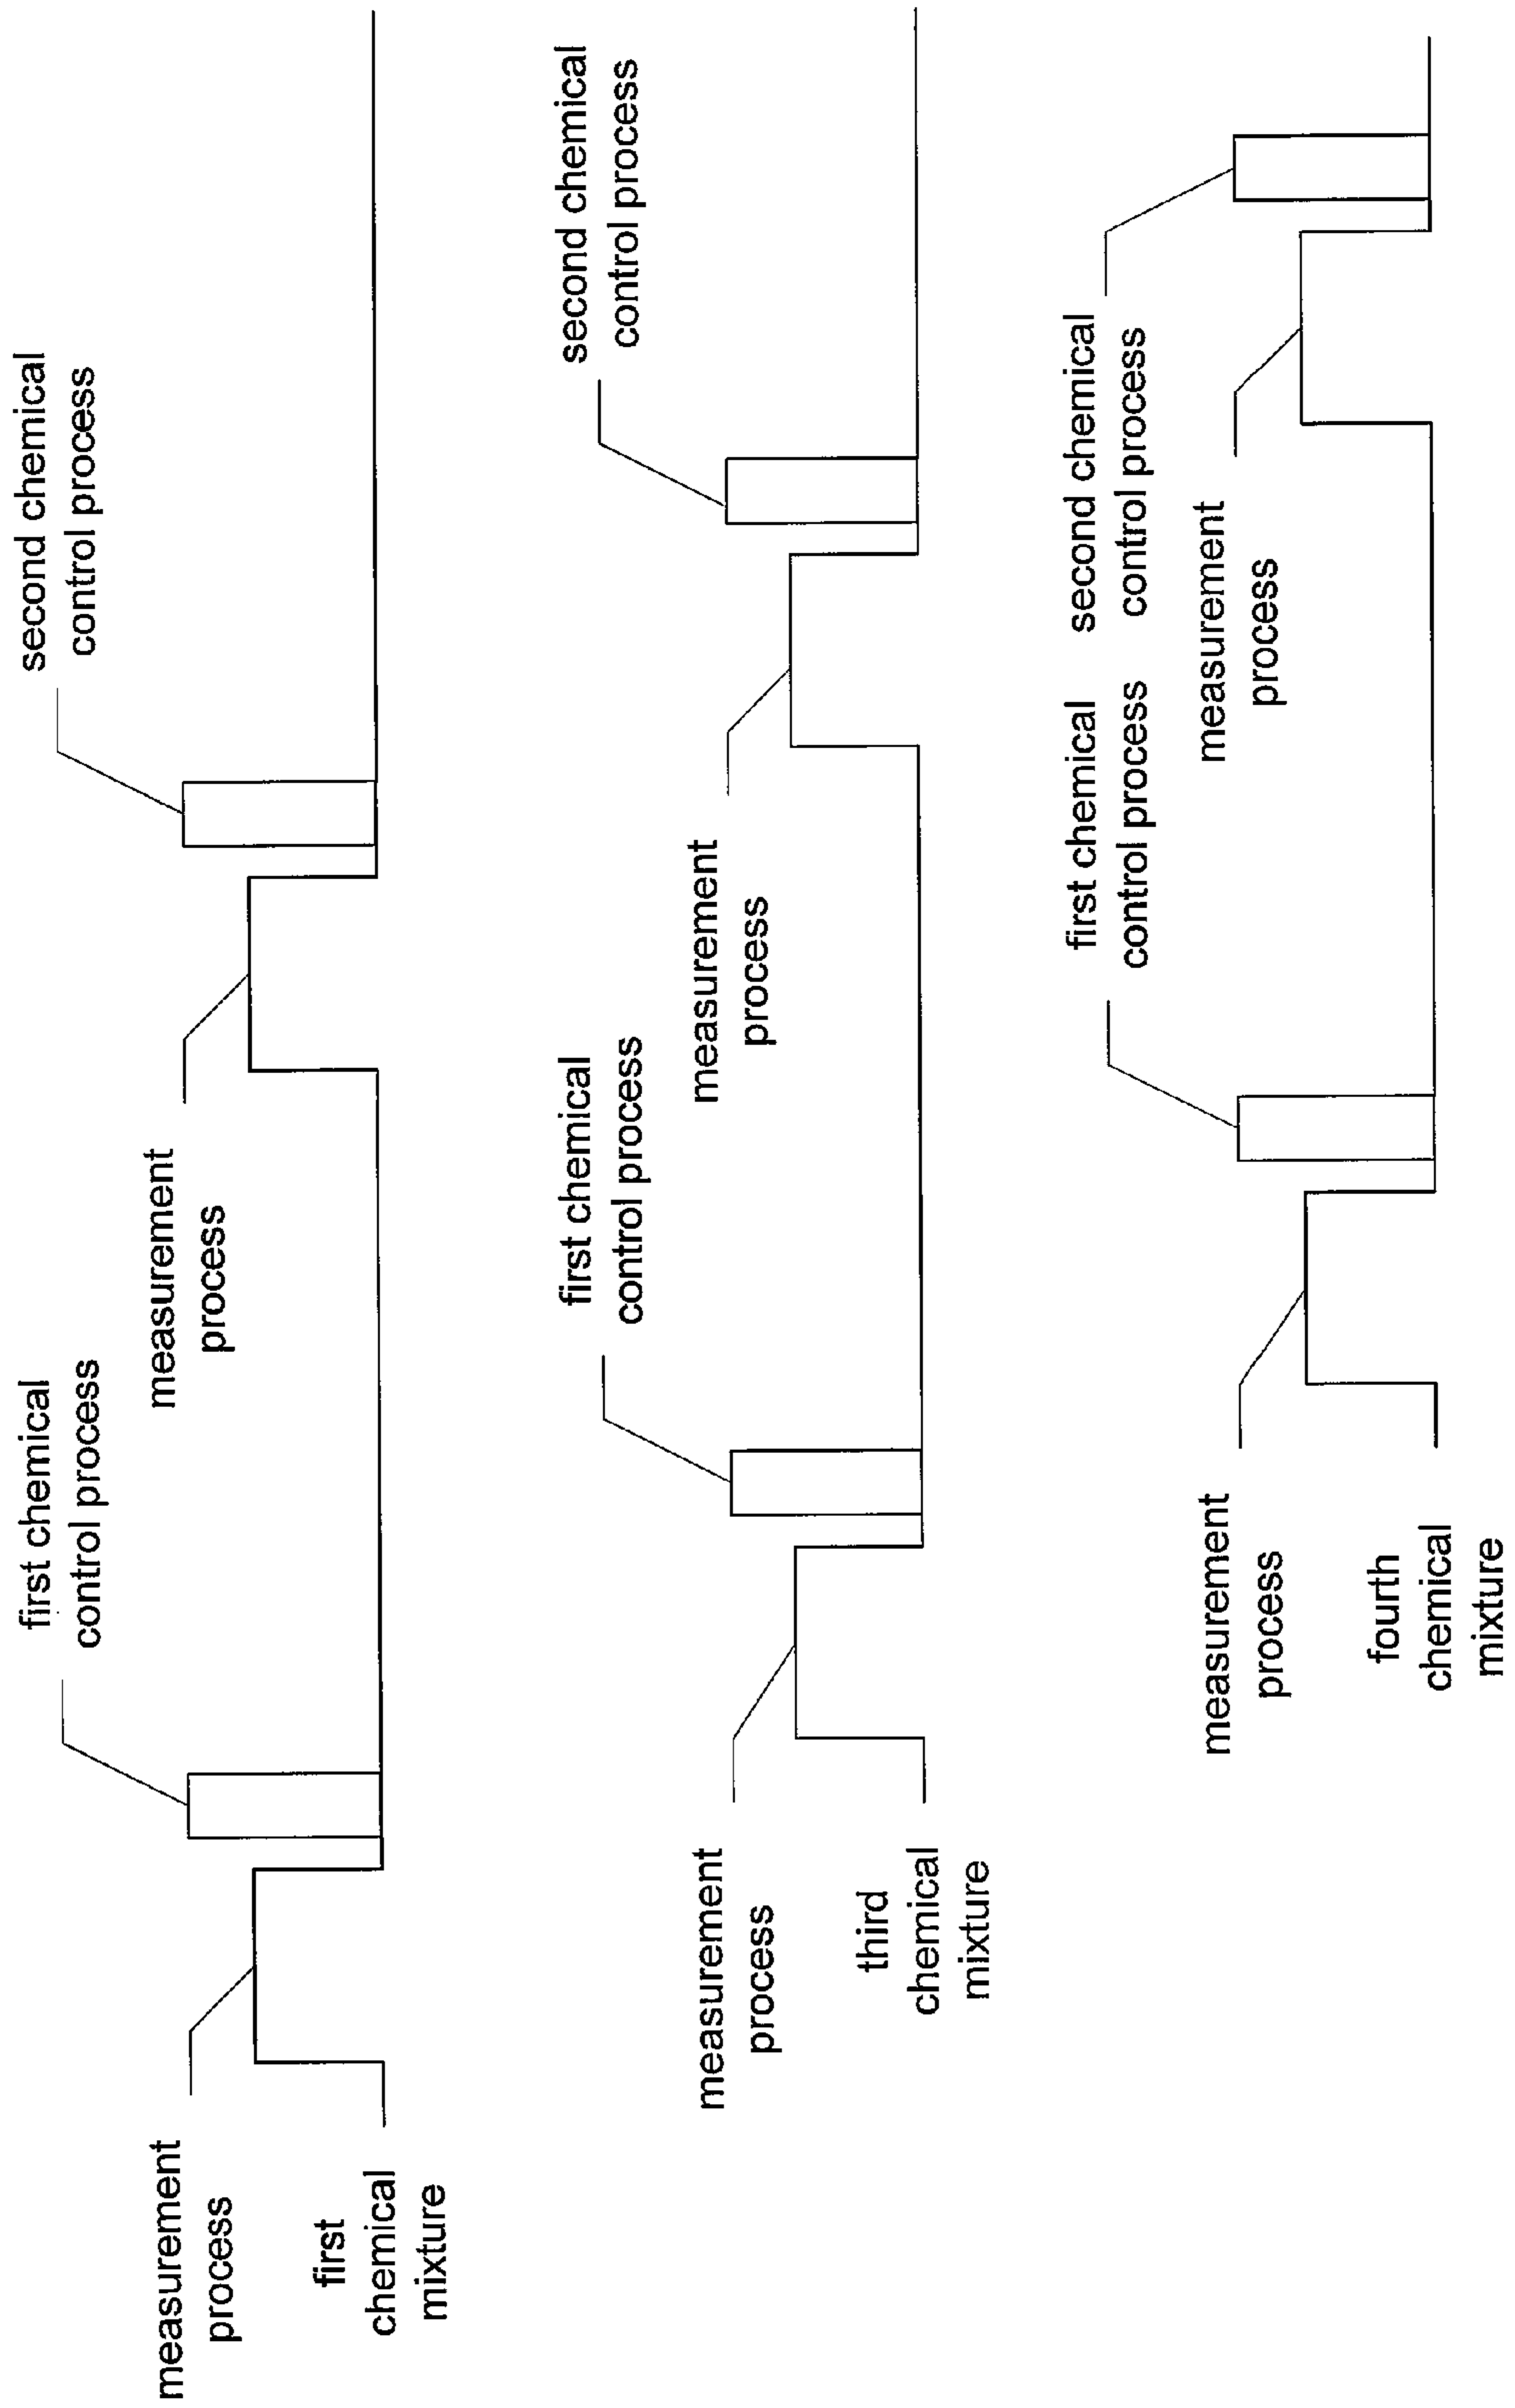 first chemical
control process
second chemical
control process
measurement
process
measurement
process
first
chemical
mixture
first chemical
control process
second chemical
control process
measurement
process
measurement
process
third
chemical
mixture
first chemical
control process
second chemical
control process
measurement
process
measurement
process
fourth
chemical
mixture